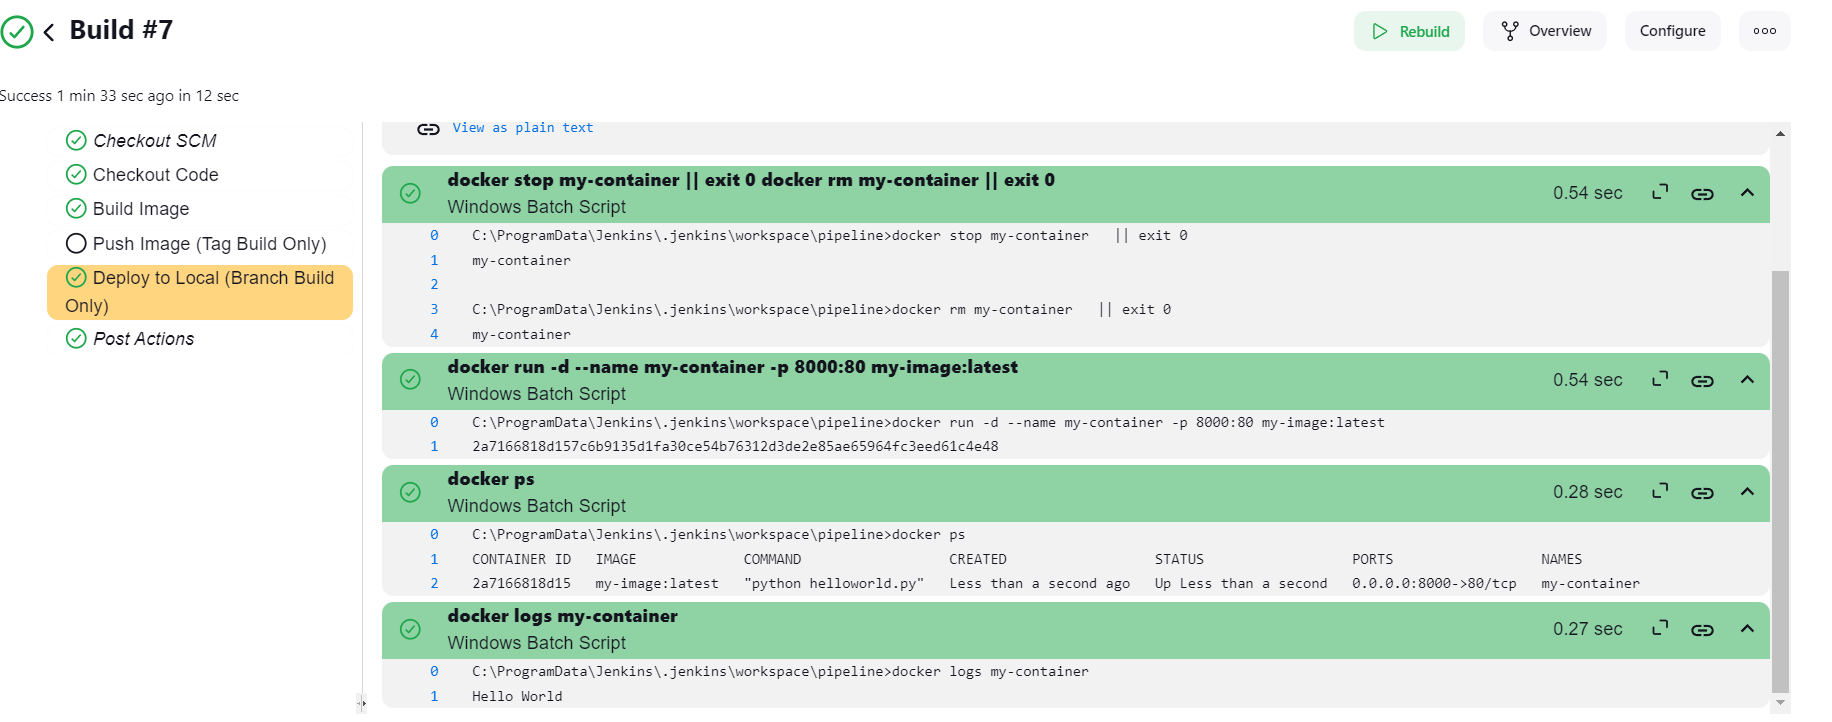 Build #7
Rebuild
Overview
Configure
Success 1 min 33 sec ago in 12 sec
Checkout SCM
Checkout Code
Build Image
Push Image (Tag Build Only)
Deploy to Local (Branch Build
Only)
Post Actions
View as plain text
docker stop my-container || exit 0 docker rm my-container || exit 0
Windows Batch Script
0.54 sec
0 C:\ProgramData\Jenkins\.jenkins\workspace\pipeline>docker stop my-container   || exit 0
1 my-container
2
3 C:\ProgramData\Jenkins\.jenkins\workspace\pipeline>docker rm my-container   || exit 0
4 my-container
docker run -d --name my-container -p 8000:80 my-image:latest
Windows Batch Script
0.54 sec
0 C:\ProgramData\Jenkins\.jenkins\workspace\pipeline>docker run -d --name my-container -p 8000:80 my-image:latest
1 2a7166818d157c6b9135d1fa30ce54b76312d3de2e85ae65964fc3eed61c4e48
docker ps
Windows Batch Script
0.28 sec
0 C:\ProgramData\Jenkins\.jenkins\workspace\pipeline>docker ps
1 CONTAINER ID   IMAGE             COMMAND                  CREATED                  STATUS                  PORTS                  NAMES
2 2a7166818d15   my-image:latest   "python helloworld.py"   Less than a second ago   Up Less than a second   0.0.0.0:8000->80/tcp   my-container
docker logs my-container
Windows Batch Script
0.27 sec
0 C:\ProgramData\Jenkins\.jenkins\workspace\pipeline>docker logs my-container
1 Hello World